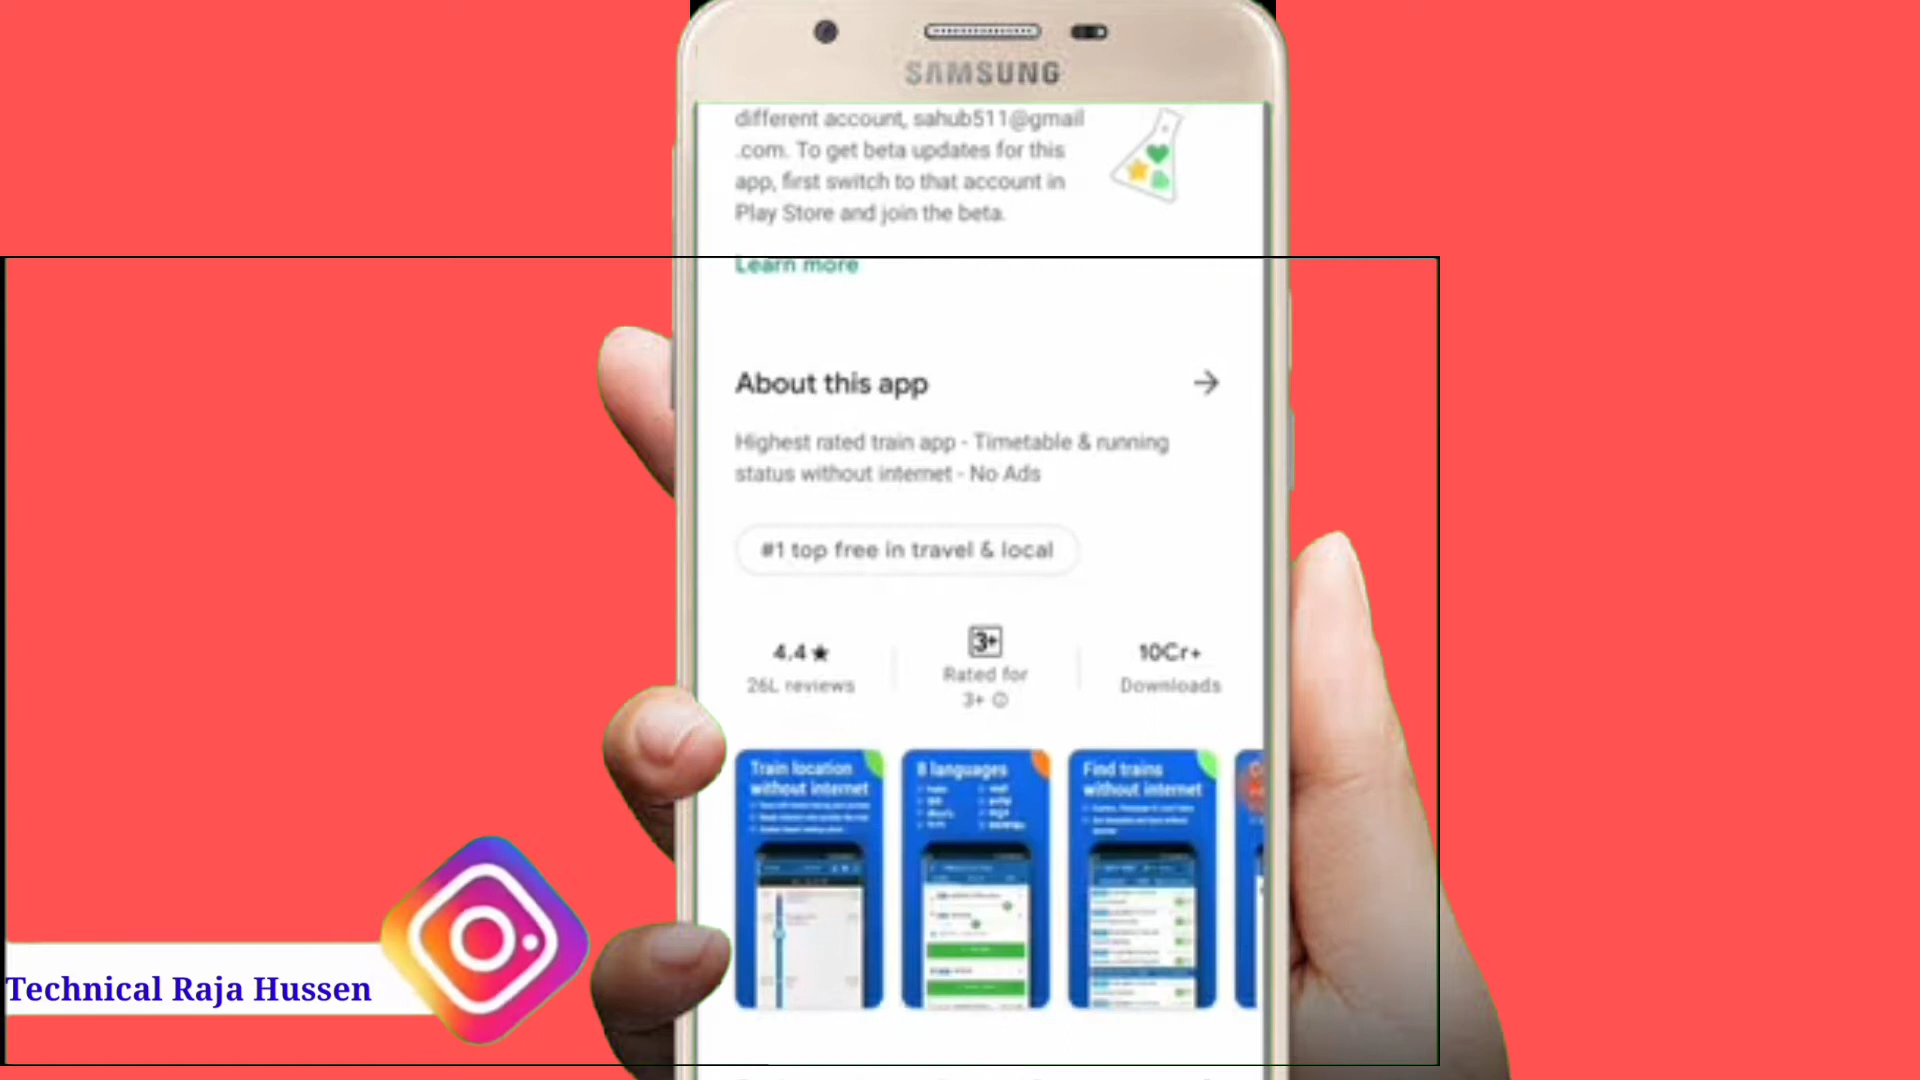 SAMSUNG
different account, sahub511@gmail
.com. To get beta updates for this
app, first switch to that account in
Play Store and join the beta.
Learn more
About this app
Highest rated train app - Timetable & running
status without internet - No Ads
#1 top free in travel & local
4.4★
26L reviews
3+
Rated for
3+
10Cr+
Downloads
Train location
without internet
8 languages
Find trains
without internet
Technical Raja Hussen